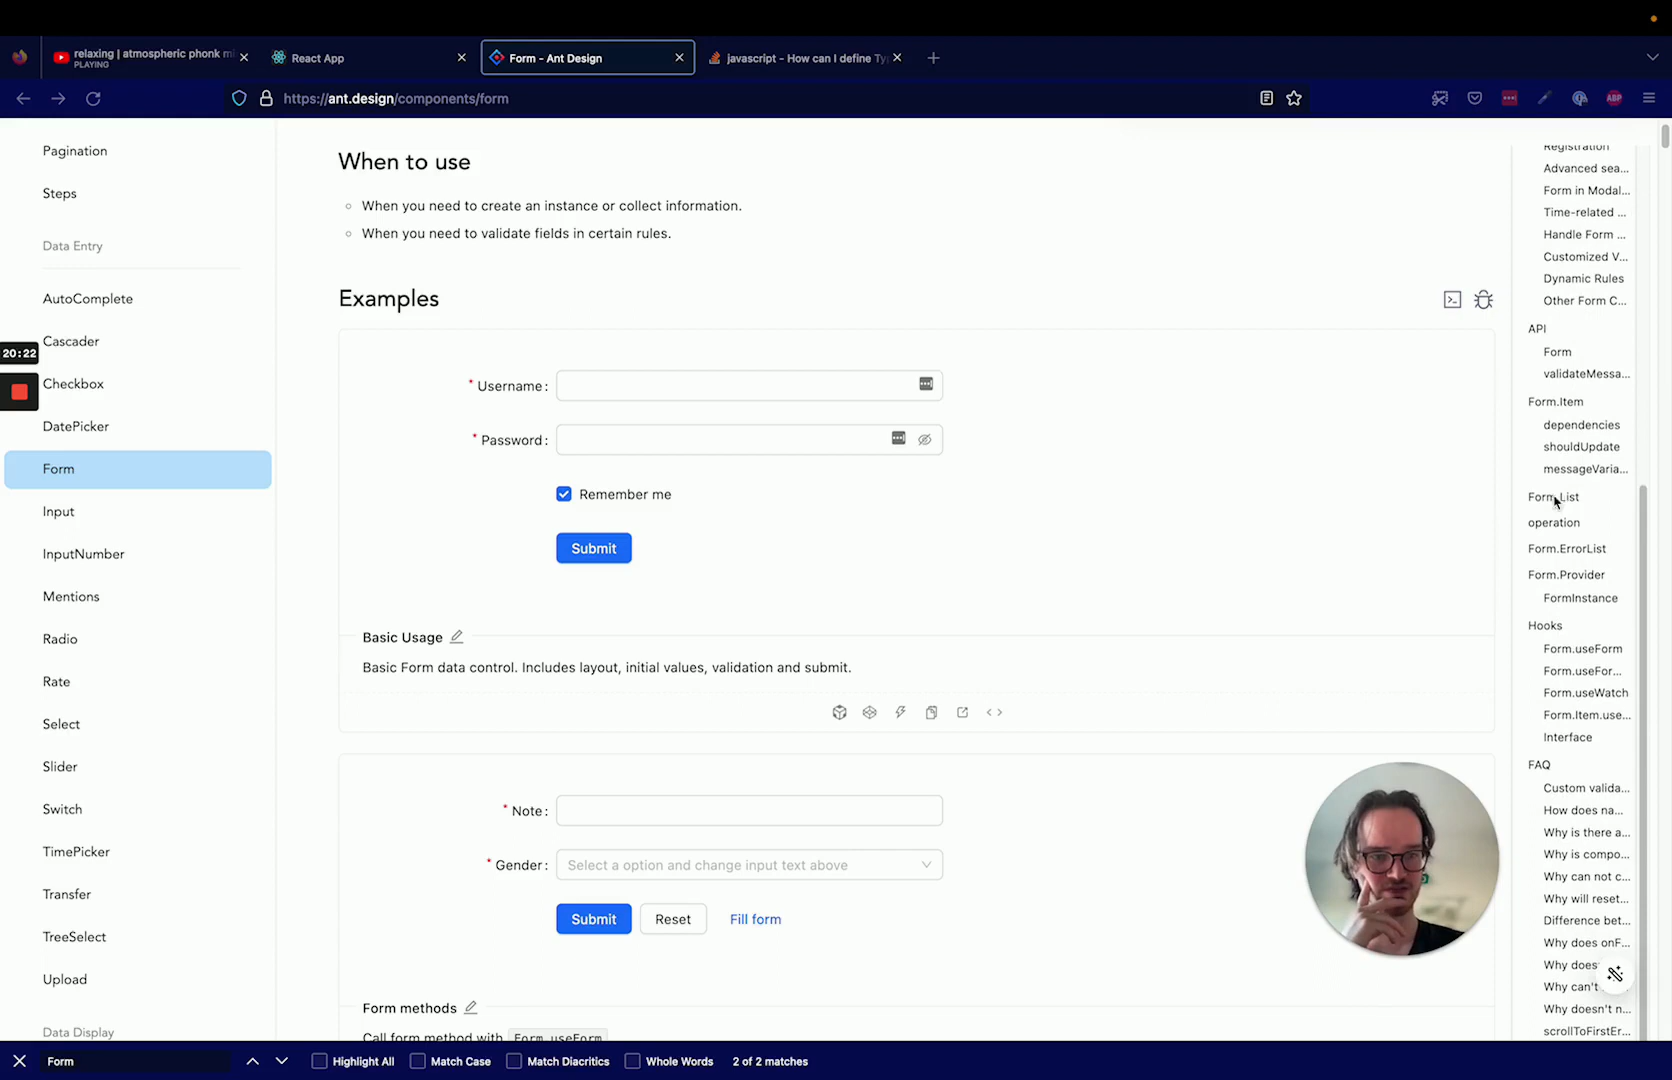 relaxing | atmospheric phonk mi
PLAYING
React App
Form - Ant Design
javascript - How can I define Ty
https://ant.design/components/form
Pagination
Steps
Data Entry
AutoComplete
Cascader
Checkbox
DatePicker
Form
Input
InputNumber
Mentions
Radio
Rate
Select
Slider
Switch
TimePicker
Transfer
TreeSelect
Upload
Data Display
20:22
When to use
When you need to create an instance or collect information.
When you need to validate fields in certain rules.
Examples
* Username :
* Password :
Remember me
Submit
Basic Usage
Basic Form data control. Includes layout, initial values, validation and submit.
* Note :
* Gender :
Select a option and change input text above
Submit
Reset
Fill form
Form methods
Call form method with Form.useForm
Registration
Advanced sea...
Form in Modal...
Time-related ...
Handle Form ...
Customized V...
Dynamic Rules
Other Form C...
API
Form
validateMessa...
Form.Item
dependencies
shouldUpdate
messageVaria...
Form.List
operation
Form.ErrorList
Form.Provider
FormInstance
Hooks
Form.useForm
Form.useFor...
Form.useWatch
Form.Item.use...
Interface
FAQ
Custom valida...
How does na...
Why is there a...
Why is compo...
Why can not c...
Why will reset...
Difference bet...
Why does onF...
Why does
Why can't
Why doesn't n...
scrollToFirstEr...
Form
Highlight All
Match Case
Match Diacritics
Whole Words
2 of 2 matches
ABP